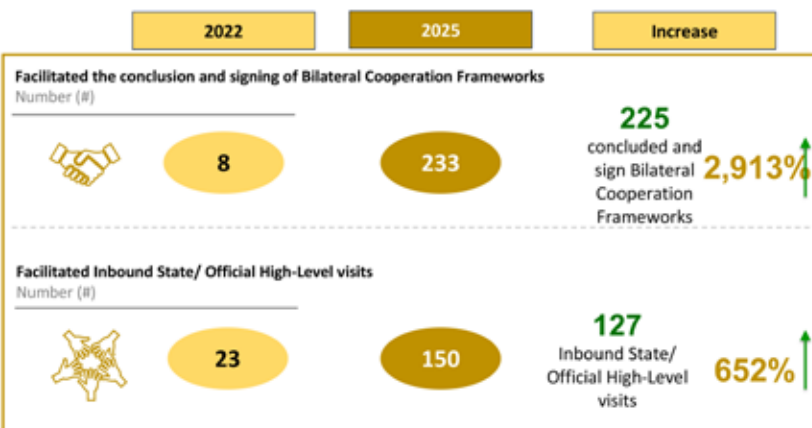 2022 2025 Increase
Facilitated the conclusion and signing of Bilateral Cooperation Frameworks
Number (#)
8 233
225
concluded and
sign Bilateral
Cooperation
Frameworks
2,913%
Facilitated Inbound State/ Official High-Level visits
Number (#)
23 150
127
Inbound State/
Official High-Level
visits
652%